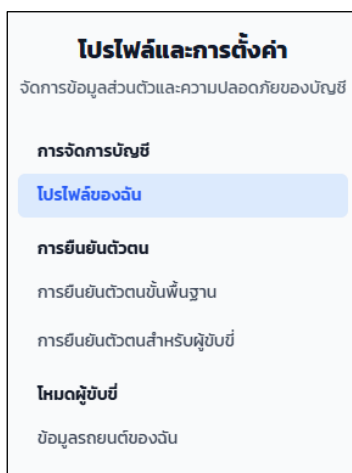 โปรไฟล์และการตั้งค่า
จัดการข้อมูลส่วนตัวและความปลอดภัยของบัญชี
การจัดการบัญชี
โปรไฟล์ของฉัน
การยืนยันตัวตน
การยืนยันตัวตนขั้นพื้นฐาน
การยืนยันตัวตนสำหรับผู้ขับขี่
โหมดผู้ขับขี่
ข้อมูลรถยนต์ของฉัน